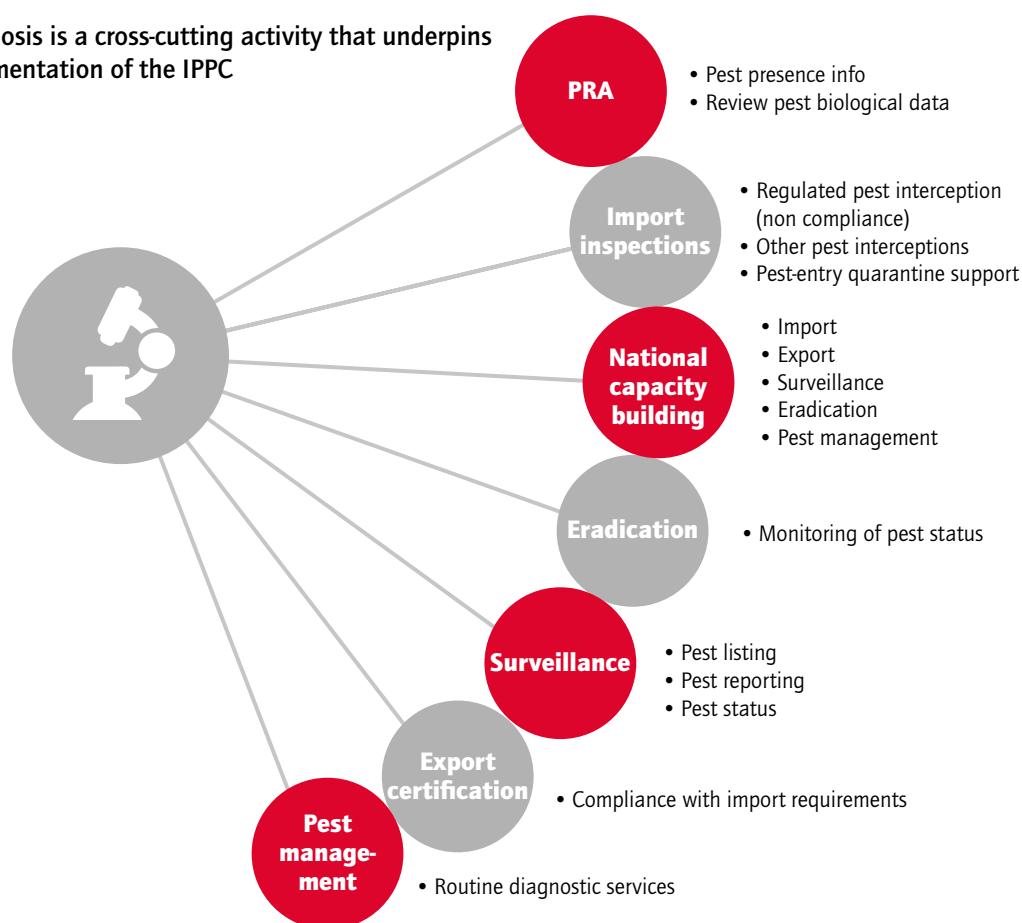 osis is a cross-cutting activity that underpins
mentation of the IPPC
PRA
• Pest presence info
• Review pest biological data
Import
inspections
• Regulated pest interception
(non compliance)
• Other pest interceptions
• Pest-entry quarantine support
National
capacity
building
• Import
• Export
• Surveillance
• Eradication
• Pest management
Eradication
• Monitoring of pest status
Surveillance
• Pest listing
• Pest reporting
• Pest status
Export
certification
• Compliance with import requirements
Pest
manage-
ment
• Routine diagnostic services